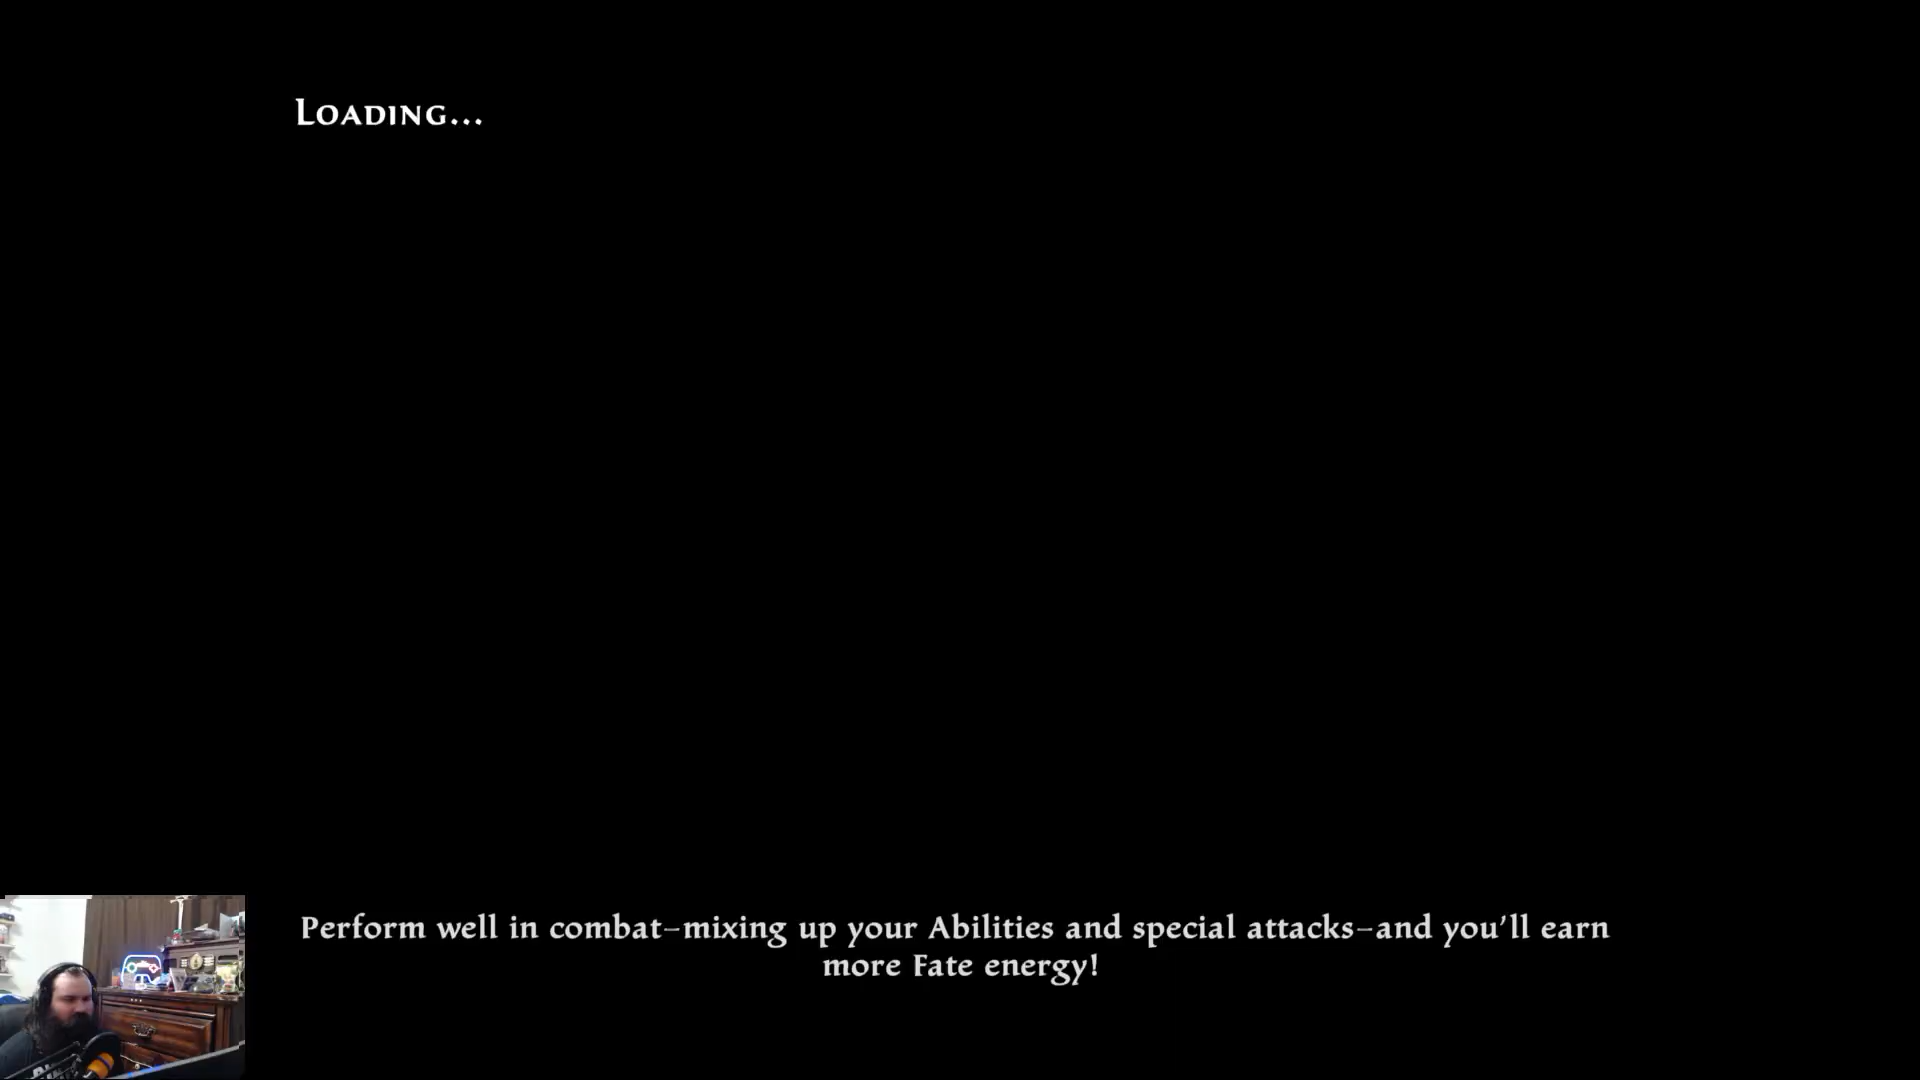 Loading...
Perform well in combat–mixing up your Abilities and special attacks–and you'll earn
more Fate energy!